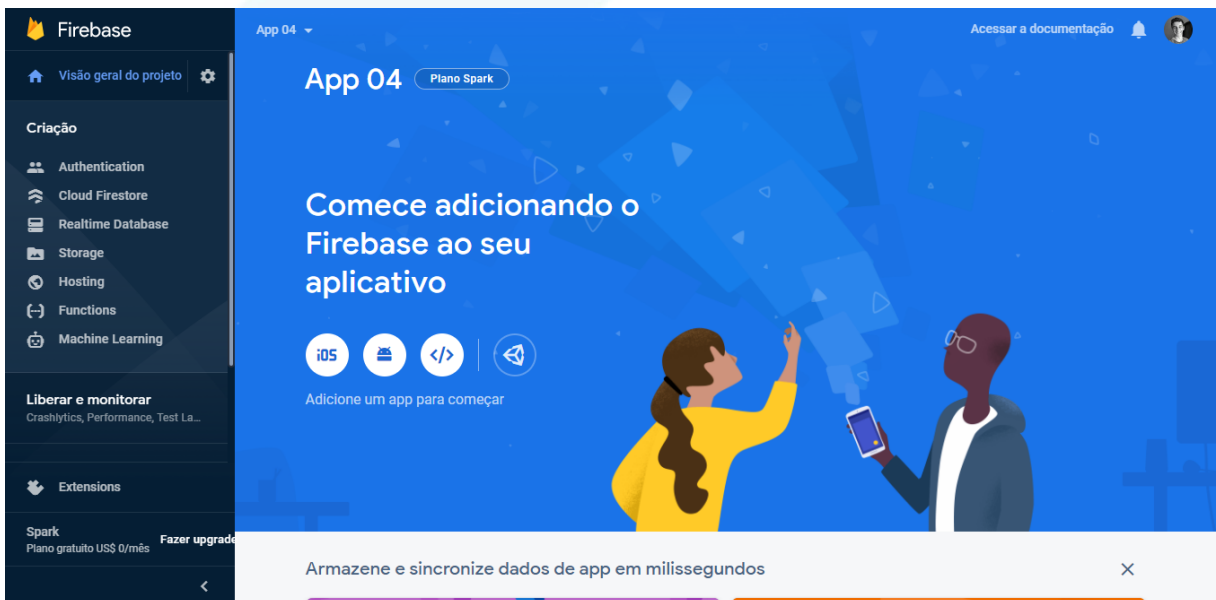 Firebase
Visão geral do projeto
Criação
Authentication
Cloud Firestore
Realtime Database
Storage
Hosting
Functions
Machine Learning
Liberar e monitorar
Crashlytics, Performance, Test La...
Extensions
Spark
Plano gratuito US$ 0/mês
Fazer upgrade
App 04
Acessar a documentação
App 04
Plano Spark
Comece adicionando o
Firebase ao seu
aplicativo
iOS
Adicione um app para começar
Armazene e sincronize dados de app em milissegundos